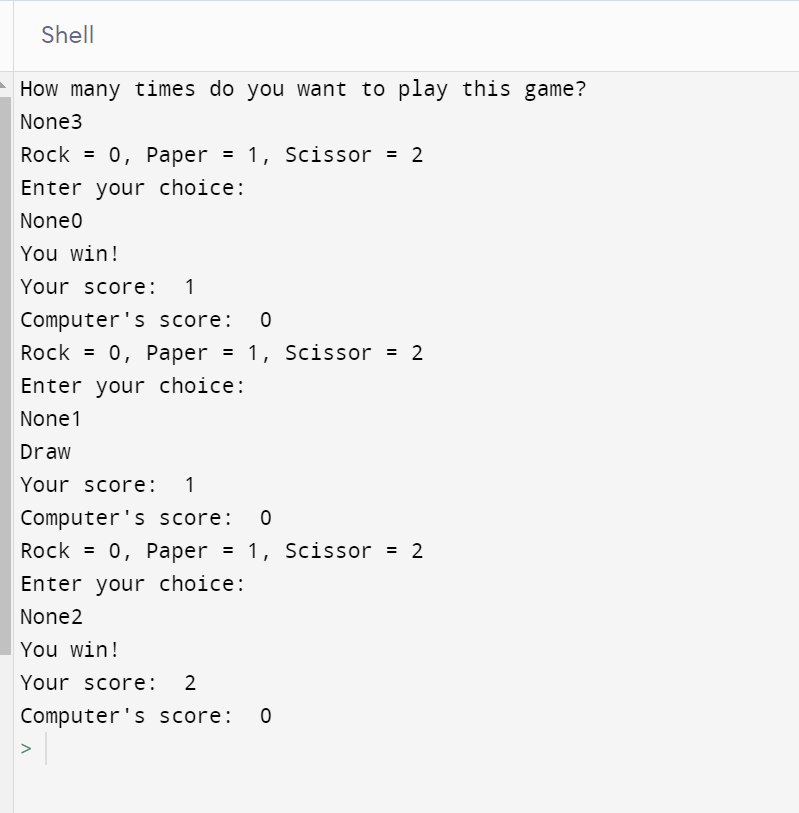 Shell
How many times do you want to play this game?
None3
Rock = 0, Paper = 1, Scissor = 2
Enter your choice:
None0
You win!
Your score:  1
Computer's score:  0
Rock = 0, Paper = 1, Scissor = 2
Enter your choice:
None1
Draw
Your score:  1
Computer's score:  0
Rock = 0, Paper = 1, Scissor = 2
Enter your choice:
None2
You win!
Your score:  2
Computer's score:  0
>